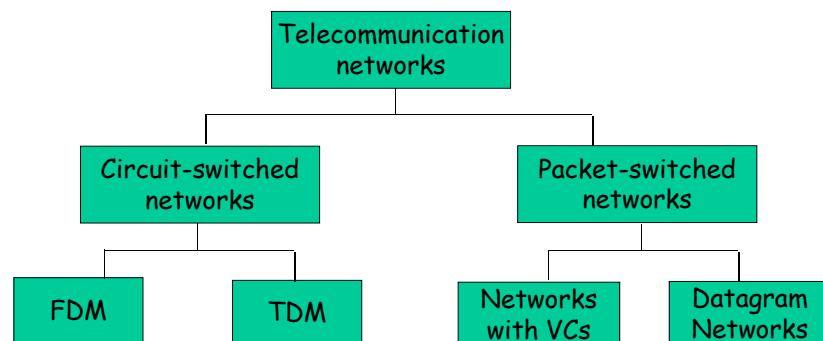 Telecommunication
networks
Circuit-switched
networks
Packet-switched
networks
FDM
TDM
Networks
with VCs
Datagram
Networks